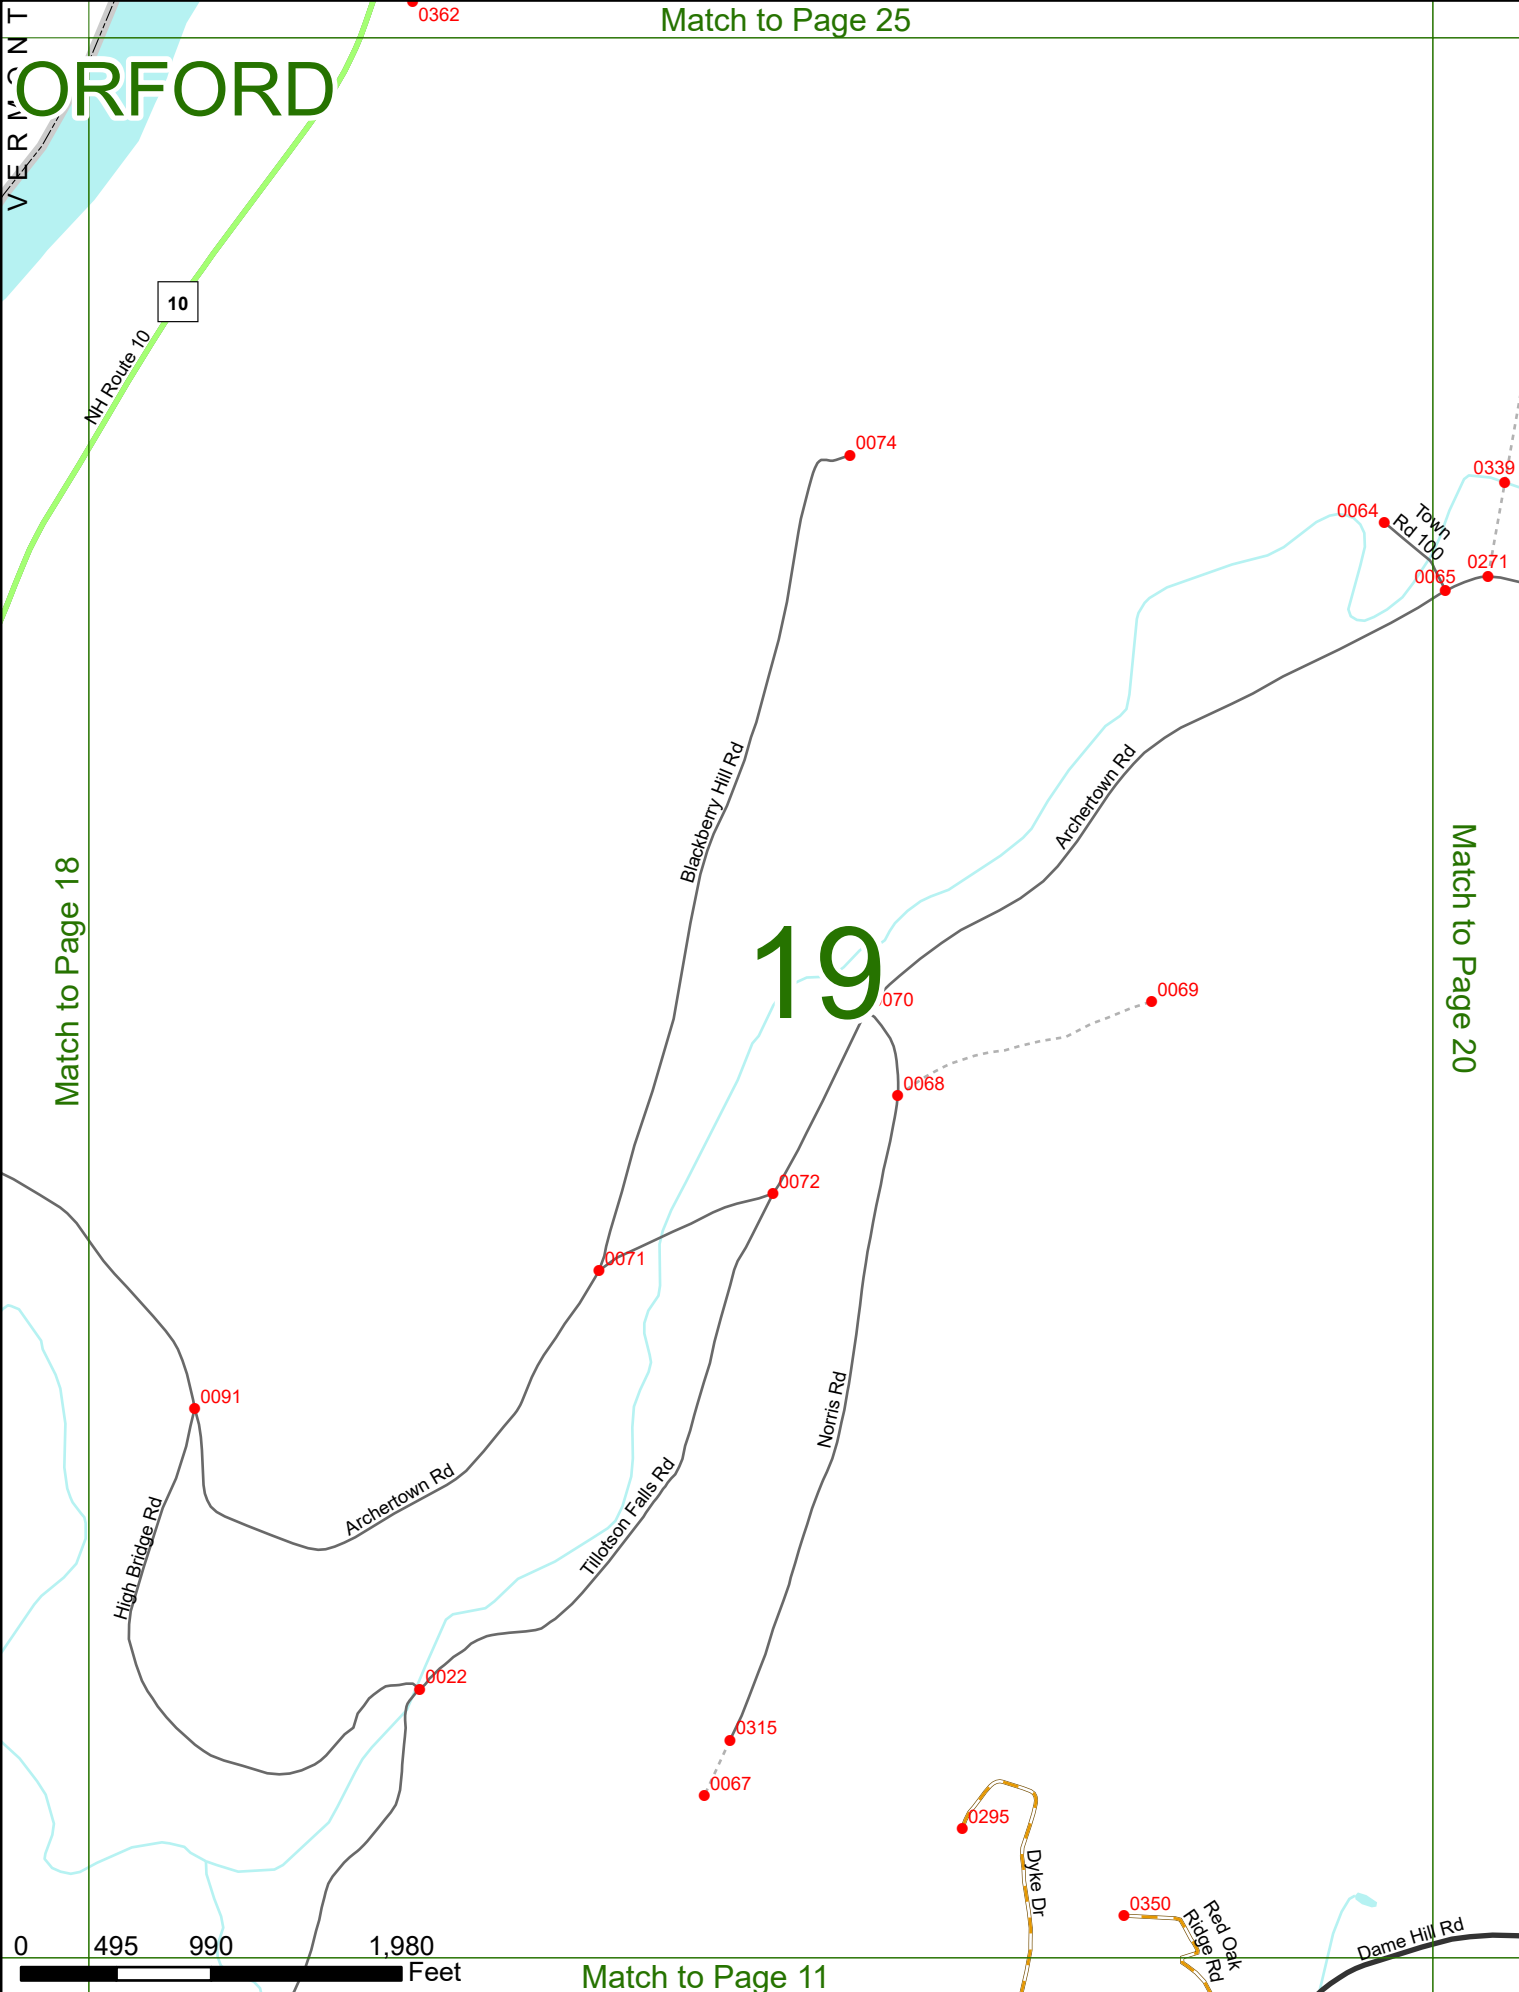 0362
Match to Page 25
VERMONT
ORFORD
10
NH Route 10
0074
0339
0064
Town
Rd 100
0271
0065
Blackberry Hill Rd
Archertown Rd
Match to Page 18
Match to Page 20
19
070
0069
0068
0072
0071
0091
Norris Rd
Archertown Rd
Tillotson Falls Rd
High Bridge Rd
0022
0315
0067
0295
Dyke Dr
0350
Red Oak
Ridge Rd
Dame Hill Rd
0 495 990 1,980
Feet
Match to Page 11